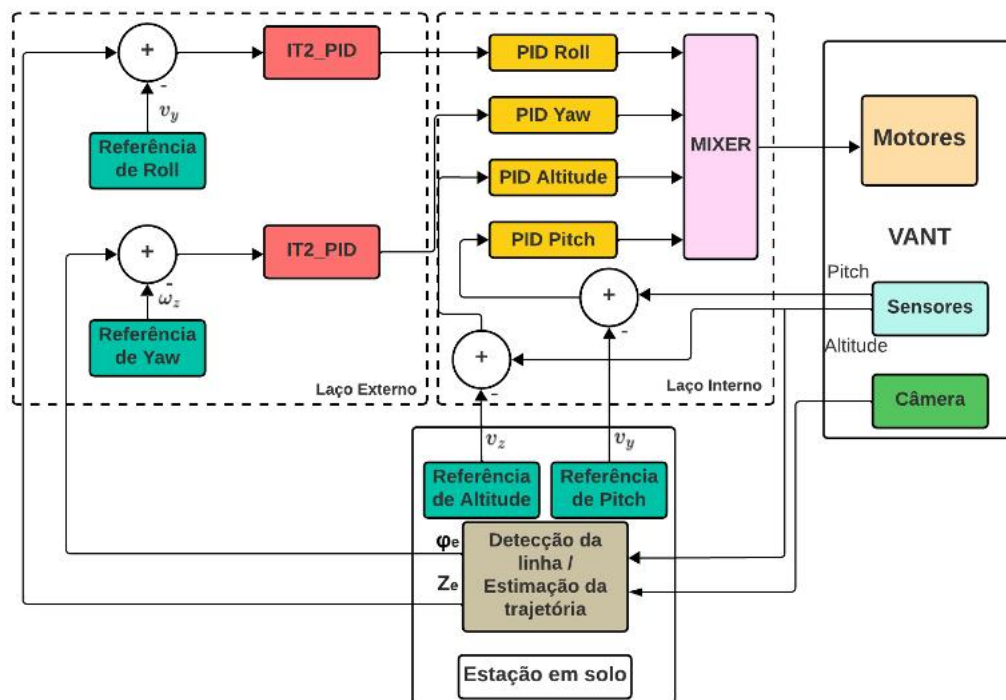 +
-
v_y
Referência
de Roll
IT2_PID
+
-
ω_z
Referência
de Yaw
IT2_PID
Laço Externo
PID Roll
PID Yaw
PID Altitude
PID Pitch
MIXER
+
-
+
-
Laço Interno
Motores
VANT
Pitch
Sensores
Altitude
Câmera
v_z
v_y
Referência
de Altitude
Referência
de Pitch
φe
Ze
Detecção da
linha /
Estimação da
trajetória
Estação em solo